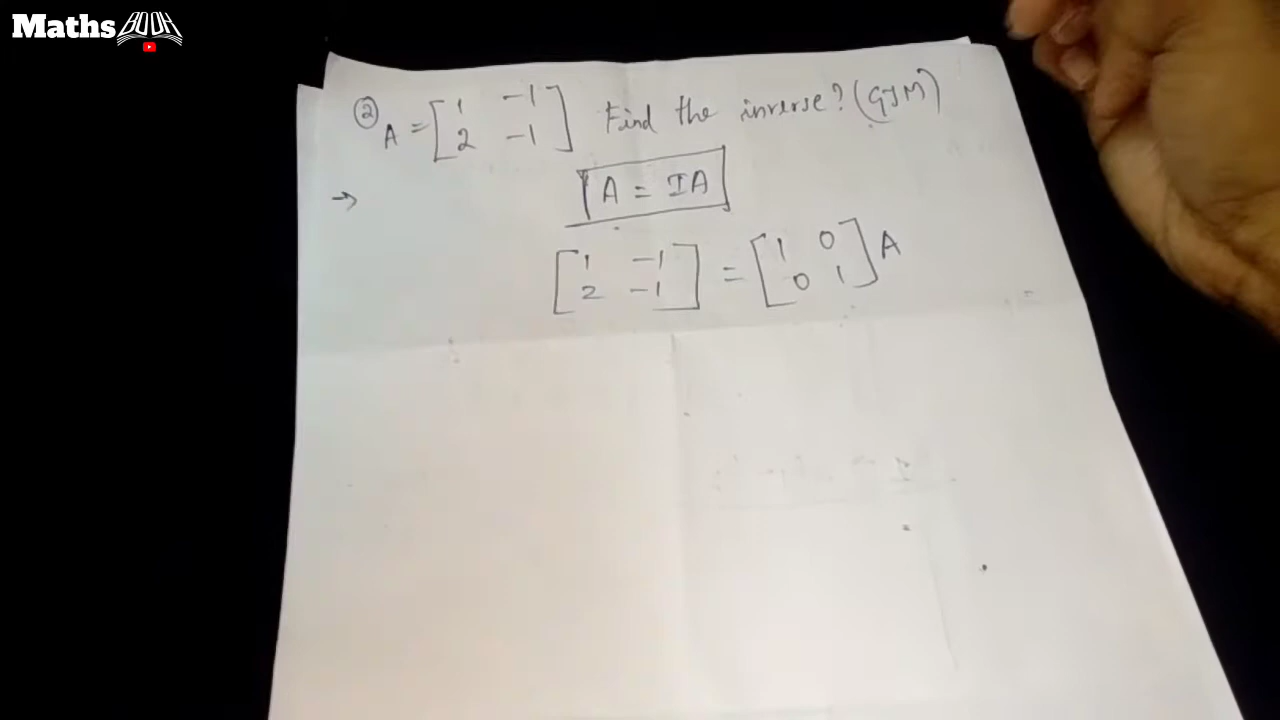 Maths BOOK
② A = [ 1 -1 ] Find the inverse? (GJM)
[ 2 -1 ]
→ A = IA
[ 1 -1 ] = [ 1 0 ] A
[ 2 -1 ] [ 0 1 ]